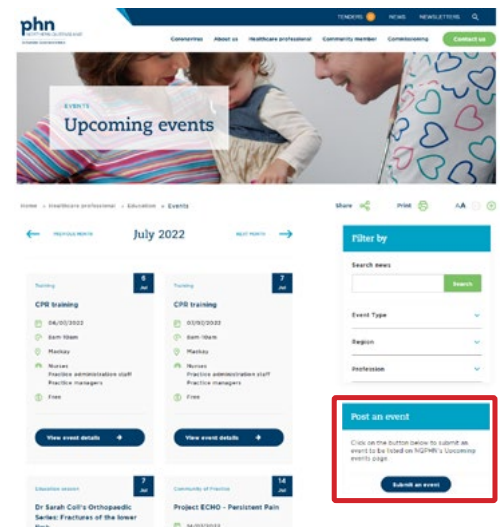 phn
NORTHERN QUEENSLAND
TENDERS
NEWS
NEWSLETTERS
Coronavirus
About us
Healthcare professional
Community member
Commissioning
Contact us
EVENTS
Upcoming events
Home
Healthcare professional
Education
Events
Share
Print
AA
PREVIOUS MONTH
July 2022
NEXT MONTH
6
Jul
Training
CPR training
06/07/2022
8am-10am
Mackay
Nurses
Practice administration staff
Practice managers
Free
View event details
7
Jul
Training
CPR training
07/07/2022
8am-10am
Mackay
Nurses
Practice administration staff
Practice managers
Free
View event details
7
Jul
Education session
Dr Sarah Coll's Orthopaedic
Series: Fractures of the lower
14
Jul
Community of Practice
Project ECHO - Persistent Pain
14/07/2022
Filter by
Search news
Search
Event Type
Region
Profession
Post an event
Click on the button below to submit an
event to be listed on NQPHN's Upcoming
events page.
Submit an event